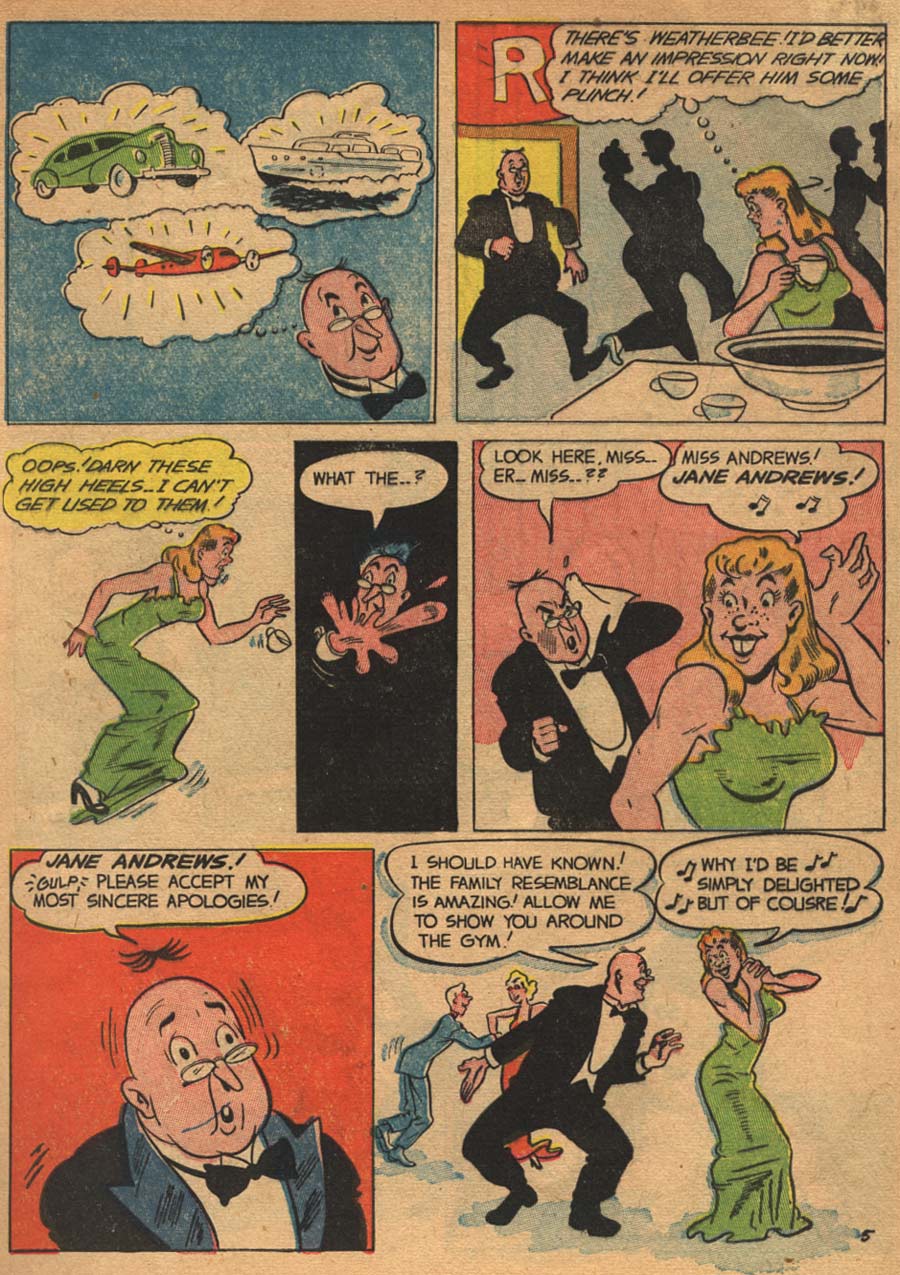 R
THERE'S WEATHERBEE! I'D BETTER
MAKE AN IMPRESSION RIGHT NOW!
I THINK I'LL OFFER HIM SOME
PUNCH!
OOPS! DARN THESE
HIGH HEELS... I CAN'T
GET USED TO THEM!
WHAT THE...?
LOOK HERE, MISS...
ER... MISS...??
MISS ANDREWS!
JANE ANDREWS!
JANE ANDREWS!
GULP; PLEASE ACCEPT MY
MOST SINCERE APOLOGIES!
I SHOULD HAVE KNOWN!
THE FAMILY RESEMBLANCE
IS AMAZING! ALLOW ME
TO SHOW YOU AROUND
THE GYM!
WHY I'D BE
SIMPLY DELIGHTED
BUT OF COUSRE!
5